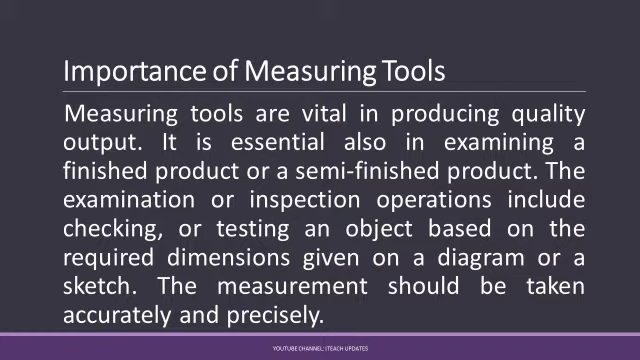 Importance of Measuring Tools
Measuring tools are vital in producing quality
output. It is essential also in examining a
finished product or a semi-finished product. The
examination or inspection operations include
checking, or testing an object based on the
required dimensions given on a diagram or a
sketch. The measurement should be taken
accurately and precisely.
YOUTUBE CHANNEL: ITEACH UPDATES